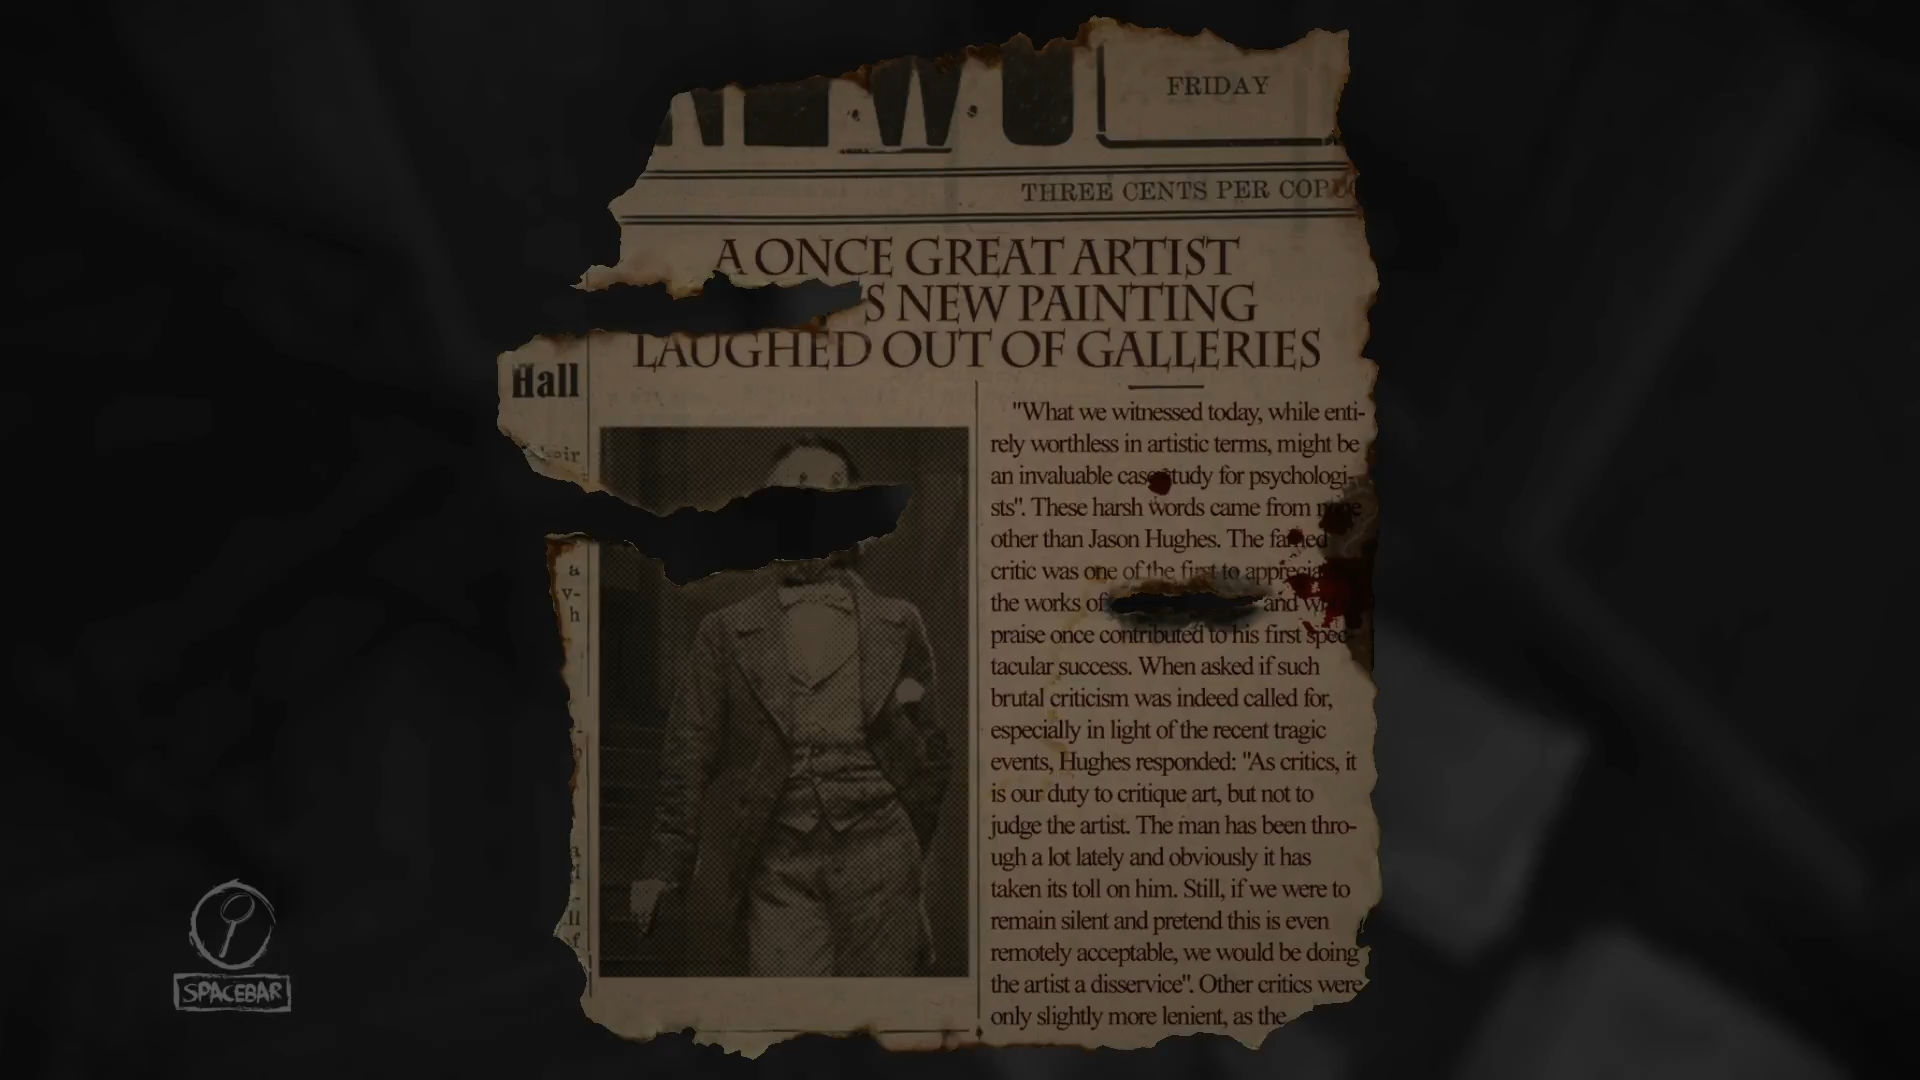 FRIDAY
THREE CENTS PER COP
A ONCE GREAT ARTIST
S NEW PAINTING
LAUGHED OUT OF GALLERIES
Hall
"What we witnessed today, while enti-
rely worthless in artistic terms, might be
an invaluable case study for psychologi-
sts". These harsh words came from none
other than Jason Hughes. The famed
critic was one of the first to apprecia
the works of and
praise once contributed to his first spec-
tacular success. When asked if such
brutal criticism was indeed called for,
especially in light of the recent tragic
events, Hughes responded: "As critics, it
is our duty to critique art, but not to
judge the artist. The man has been thro-
ugh a lot lately and obviously it has
taken its toll on him. Still, if we were to
remain silent and pretend this is even
remotely acceptable, we would be doing
the artist a disservice". Other critics were
only slightly more lenient, as the
a
v-
h
SPACEBAR